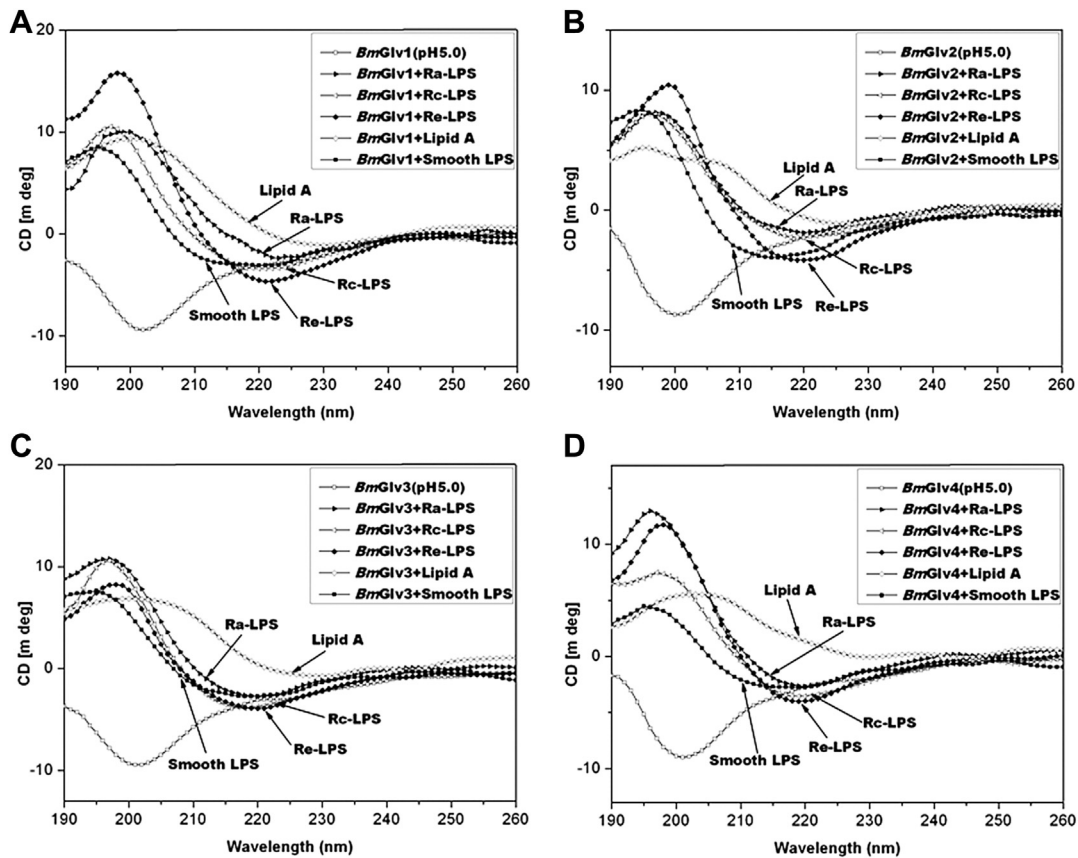 A
CD [m deg]
20
10
0
-10
BmGlv1(pH5.0)
BmGlv1+Ra-LPS
BmGlv1+Rc-LPS
BmGlv1+Re-LPS
BmGlv1+Lipid A
BmGlv1+Smooth LPS
Lipid A
Ra-LPS
Rc-LPS
Smooth LPS
Re-LPS
190 200 210 220 230 240 250 260
Wavelength (nm)
B
CD [m deg]
10
0
-10
BmGlv2(pH5.0)
BmGlv2+Ra-LPS
BmGlv2+Rc-LPS
BmGlv2+Re-LPS
BmGlv2+Lipid A
BmGlv2+Smooth LPS
Lipid A
Ra-LPS
Rc-LPS
Smooth LPS
Re-LPS
190 200 210 220 230 240 250 260
Wavelength (nm)
C
CD [m deg]
20
10
0
-10
BmGlv3(pH5.0)
BmGlv3+Ra-LPS
BmGlv3+Rc-LPS
BmGlv3+Re-LPS
BmGlv3+Lipid A
BmGlv3+Smooth LPS
Ra-LPS
Lipid A
Rc-LPS
Re-LPS
Smooth LPS
190 200 210 220 230 240 250 260
Wavelength (nm)
D
CD [m deg]
10
0
-10
BmGlv4(pH5.0)
BmGlv4+Ra-LPS
BmGlv4+Rc-LPS
BmGlv4+Re-LPS
BmGlv4+Lipid A
BmGlv4+Smooth LPS
Lipid A
Ra-LPS
Rc-LPS
Re-LPS
Smooth LPS
190 200 210 220 230 240 250 260
Wavelength (nm)